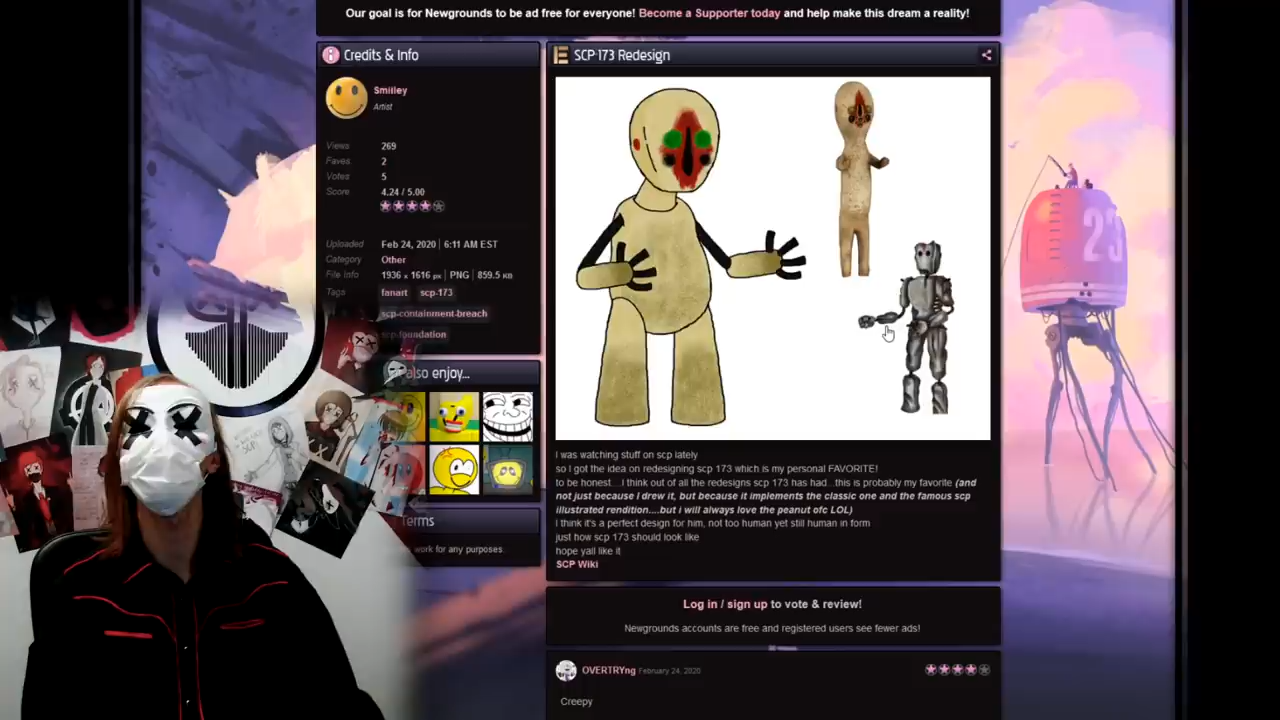 Our goal is for Newgrounds to be ad free for everyone! Become a Supporter today and help make this dream a reality!
Credits & Info
Smiiley
Artist
Views 269
Faves 2
Votes 5
Score 4.24 / 5.00
Uploaded Feb 24, 2020 | 6:11 AM EST
Category Other
File Info 1936 x 1616 px | PNG | 859.5 KB
Tags fanart scp-173
scp-containment-breach
scp-foundation
also enjoy...
Terms
work for any purposes.
SCP-173 Redesign
I was watching stuff on scp lately
so I got the idea on redesigning scp 173 which is my personal FAVORITE!
to be honest....I think out of all the redesigns scp 173 has had...this is probably my favorite (and
not just because I drew it, but because it implements the classic one and the famous scp
illustrated rendition....but i will always love the peanut ofc LOL)
I think it's a perfect design for him, not too human yet still human in form
just how scp 173 should look like
hope yall like it
SCP Wiki
Log in / sign up to vote & review!
Newgrounds accounts are free and registered users see fewer ads!
OVERTRYng February 24, 2020
Creepy
23